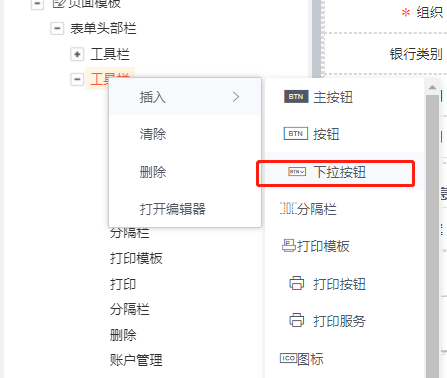 页面模板
表单头部栏
工具栏
工具栏
插入
清除
删除
打开编辑器
分隔栏
打印模板
打印
分隔栏
删除
账户管理
BTN 主按钮
BTN 按钮
BTN 下拉按钮
分隔栏
打印模板
打印按钮
打印服务
ICO 图标
* 组织
银行类别